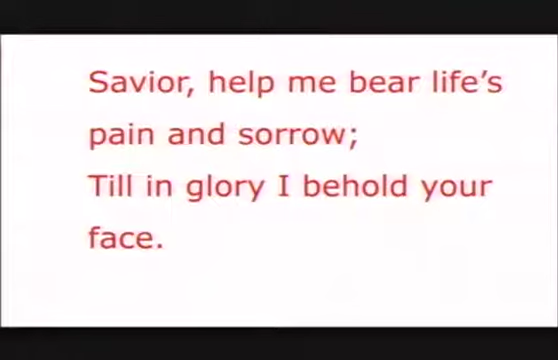 Savior, help me bear life's
pain and sorrow;
Till in glory I behold your
face.